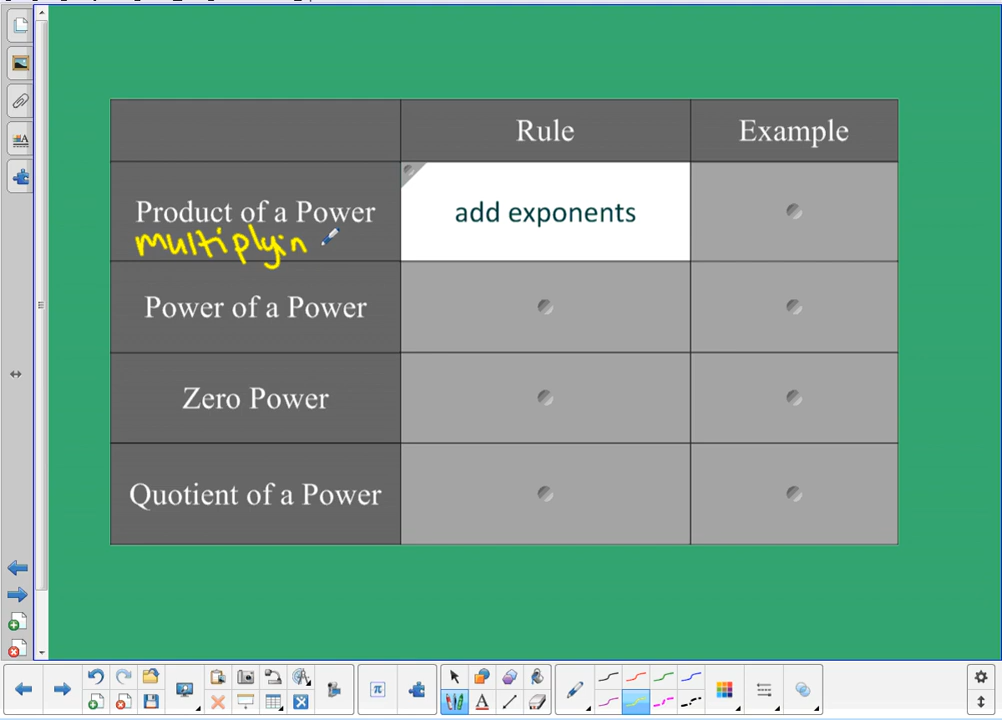 Rule
Example
Product of a Power
multiplyin
add exponents
Power of a Power
Zero Power
Quotient of a Power